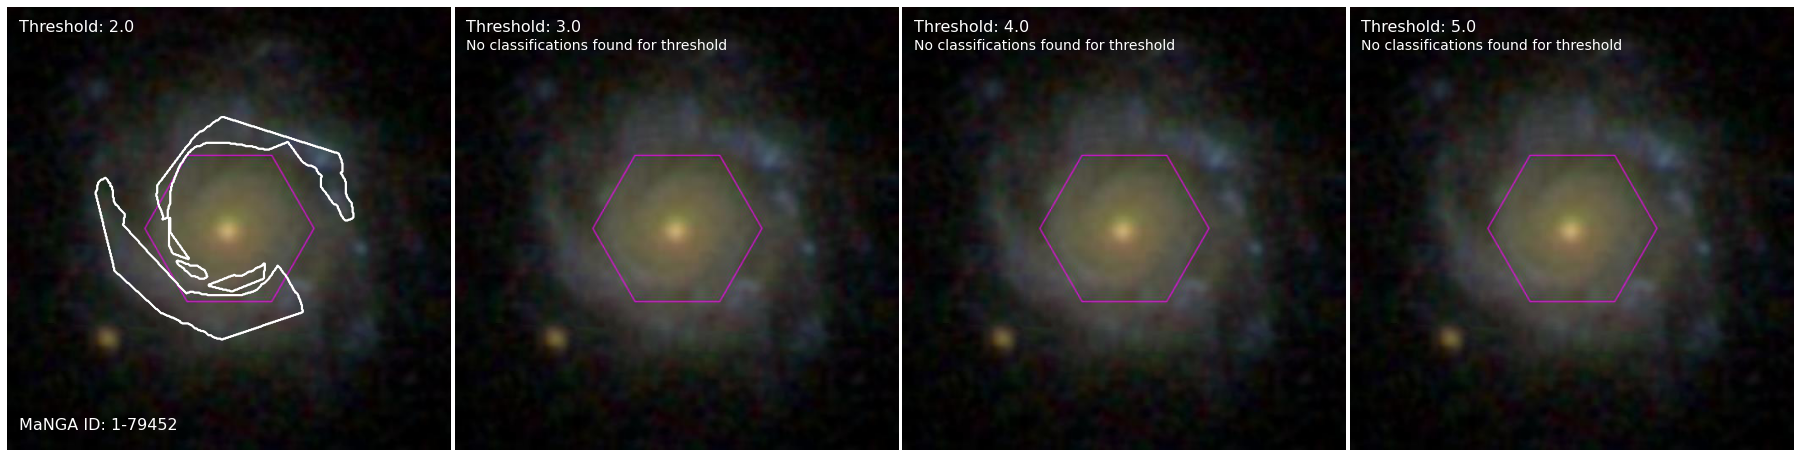 Threshold: 2.0
MaNGA ID: 1-79452
Threshold: 3.0
No classifications found for threshold
Threshold: 4.0
No classifications found for threshold
Threshold: 5.0
No classifications found for threshold